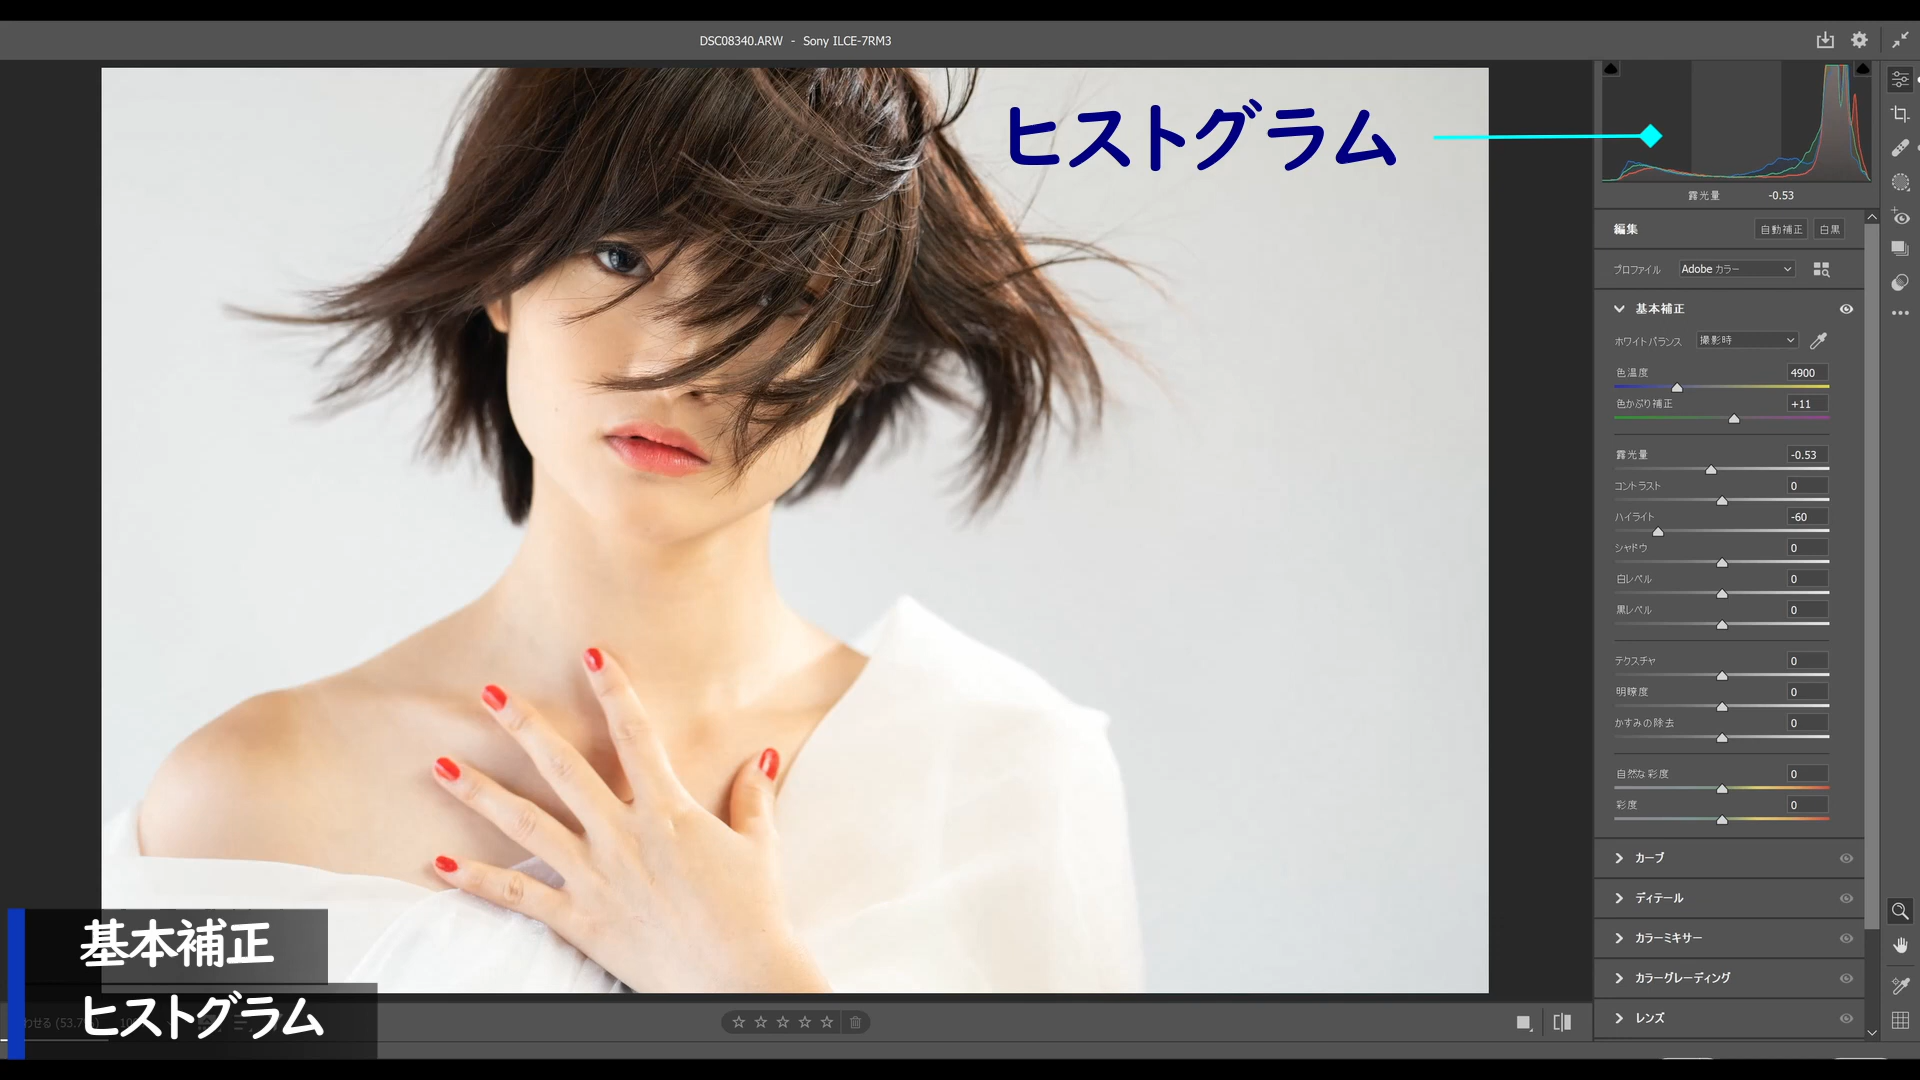 DSC08340.ARW - Sony ILCE-7RM3
ヒストグラム
露光量 -0.53
編集 自動補正 白黒
プロファイル Adobe カラー
基本補正
ホワイトバランス 撮影時
色温度 4900
色かぶり補正 +11
露光量 -0.53
コントラスト 0
ハイライト -60
シャドウ 0
白レベル 0
黒レベル 0
テクスチャ 0
明瞭度 0
かすみの除去 0
自然な彩度 0
彩度 0
カーブ
ディテール
カラーミキサー
カラーグレーディング
レンズ
基本補正
ヒストグラム